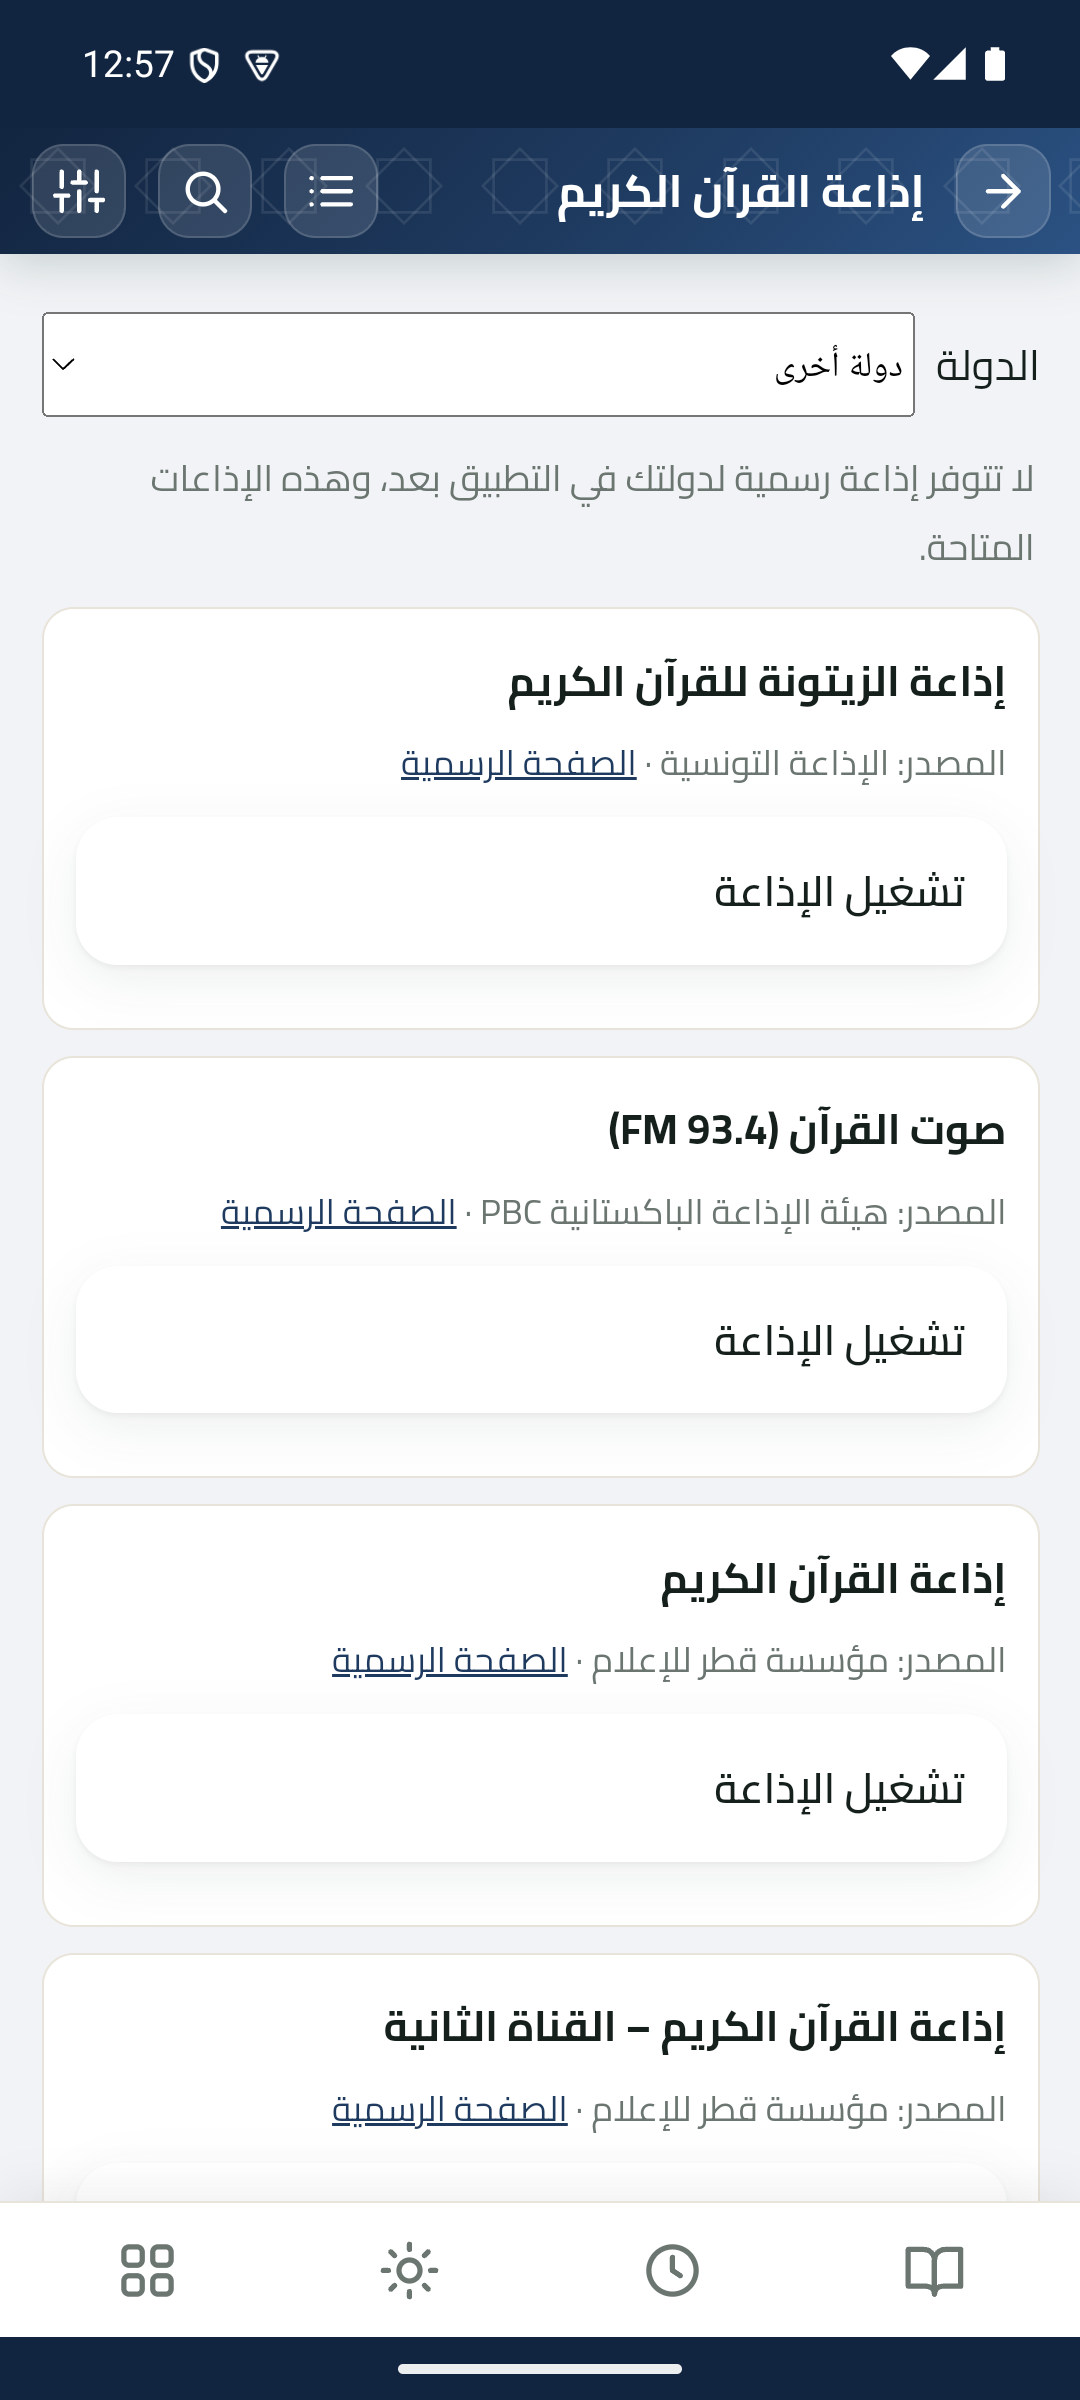 12:57
إذاعة القرآن الكريم
الدولة
دولة أخرى
لا تتوفر إذاعة رسمية لدولتك في التطبيق بعد، وهذه الإذاعات
المتاحة.
إذاعة الزيتونة للقرآن الكريم
المصدر: الإذاعة التونسية · الصفحة الرسمية
تشغيل الإذاعة
صوت القرآن (FM 93.4)
المصدر: هيئة الإذاعة الباكستانية PBC · الصفحة الرسمية
تشغيل الإذاعة
إذاعة القرآن الكريم
المصدر: مؤسسة قطر للإعلام · الصفحة الرسمية
تشغيل الإذاعة
إذاعة القرآن الكريم – القناة الثانية
المصدر: مؤسسة قطر للإعلام · الصفحة الرسمية